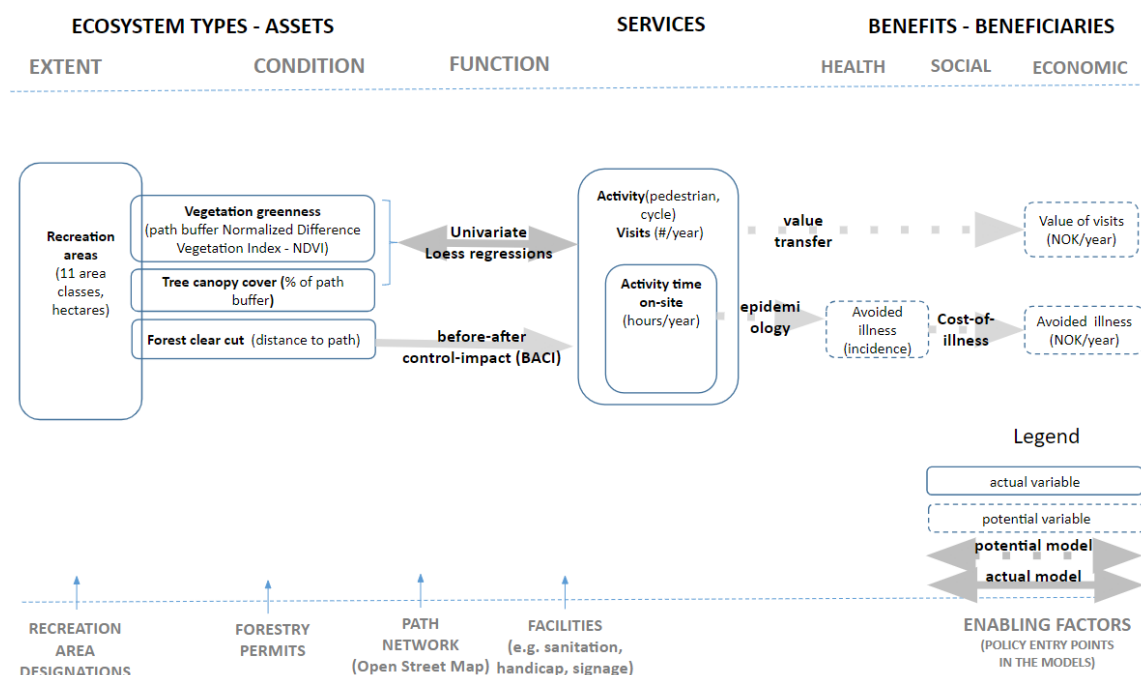 ECOSYSTEM TYPES - ASSETS
SERVICES
BENEFITS - BENEFICIARIES
EXTENT
CONDITION
FUNCTION
HEALTH
SOCIAL
ECONOMIC
Recreation
areas
(11 area
classes,
hectares)
Vegetation greenness
(path buffer Normalized Difference
Vegetation Index - NDVI)
Tree canopy cover (% of path
buffer)
Forest clear cut (distance to path)
Univariate
Loess regressions
before-after
control-impact (BACI)
Activity(pedestrian,
cycle)
Visits (#/year)
Activity time
on-site
(hours/year)
value
transfer
epidemi
ology
Avoided
illness
(incidence)
Cost-of-
illness
Value of visits
(NOK/year)
Avoided illness
(NOK/year)
Legend
actual variable
potential variable
potential model
actual model
RECREATION
AREA
DESIGNATIONS
FORESTRY
PERMITS
PATH
NETWORK
(Open Street Map)
FACILITIES
(e.g. sanitation,
handicap, signage)
ENABLING FACTORS
(POLICY ENTRY POINTS
IN THE MODELS)